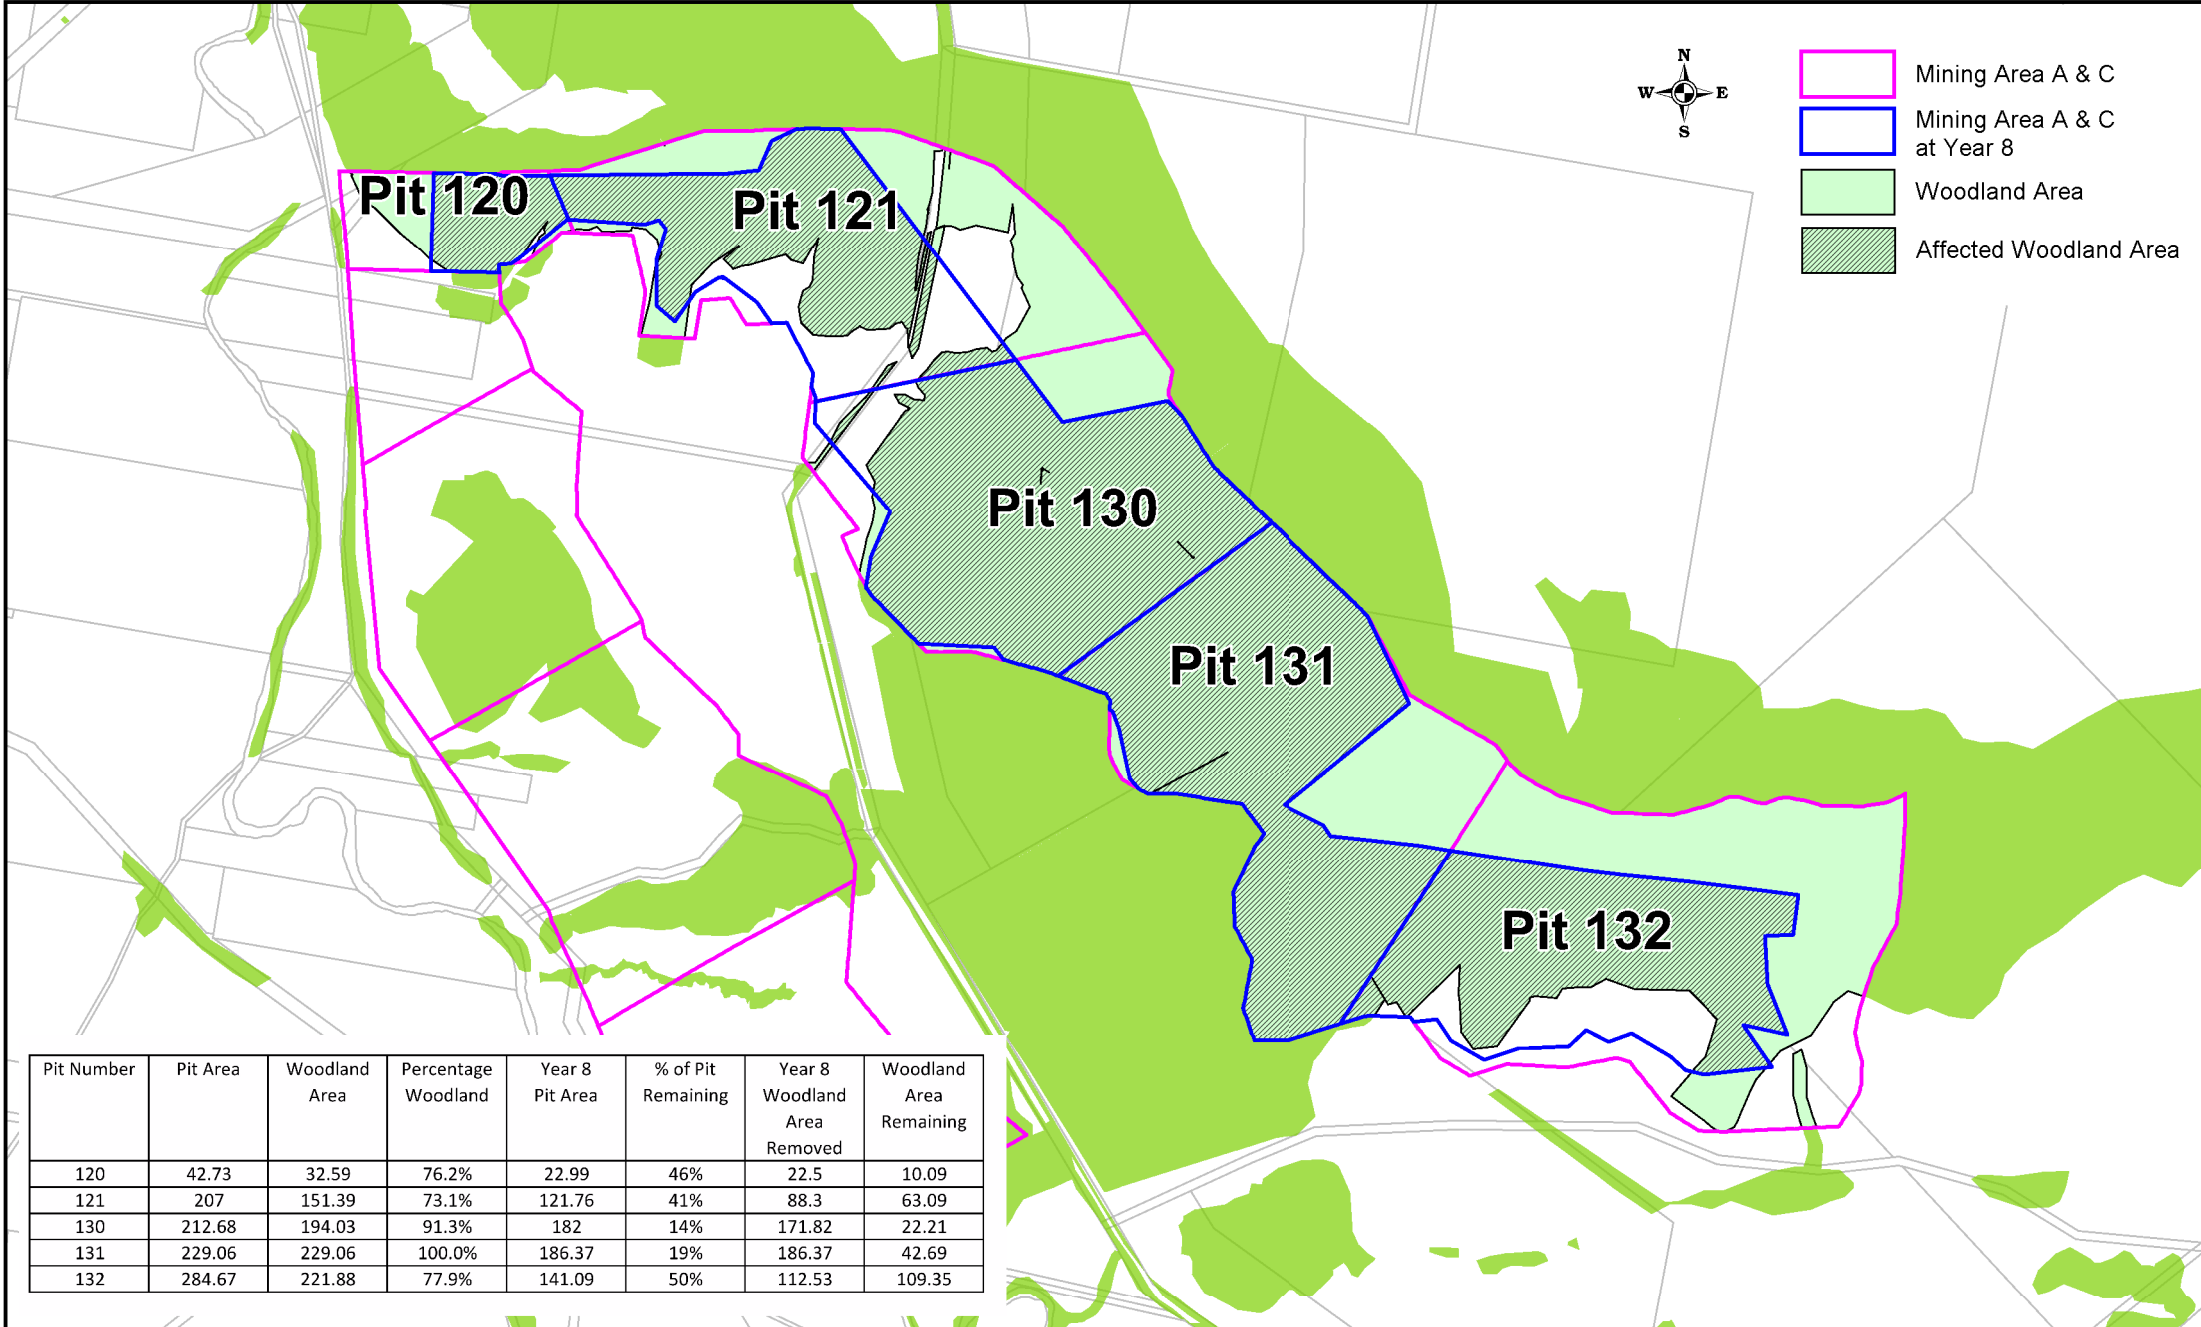 N
W E
S
Mining Area A & C
Mining Area A & C
at Year 8
Woodland Area
Affected Woodland Area
Pit 120
Pit 121
Pit 130
Pit 131
Pit 132
Pit Number Pit Area Woodland Area Percentage Woodland Year 8 Pit Area % of Pit Remaining Year 8 Woodland Area Removed Woodland Area Remaining
120 42.73 32.59 76.2% 22.99 46% 22.5 10.09
121 207 151.39 73.1% 121.76 41% 88.3 63.09
130 212.68 194.03 91.3% 182 14% 171.82 22.21
131 229.06 229.06 100.0% 186.37 19% 186.37 42.69
132 284.67 221.88 77.9% 141.09 50% 112.53 109.35